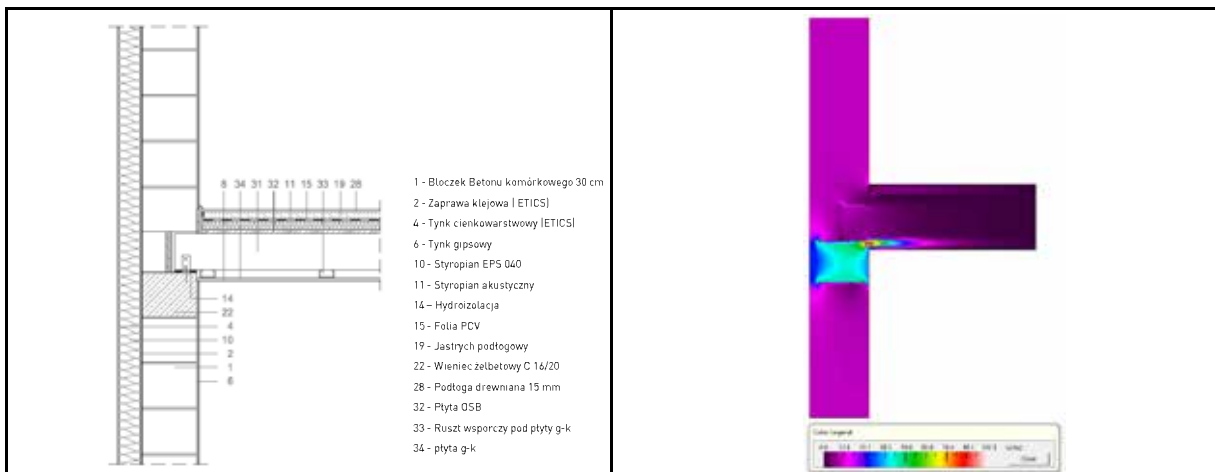 8 34 31 32 11 15 33 19 28
14
22
4
10
2
1
6
1 - Bloczek Betonu komórkowego 30 cm
2 - Zaprawa klejowa ( ETICS)
4 - Tynk cienkowarstwowy (ETICS)
6 - Tynk gipsowy
10 - Styropian EPS 040
11 - Styropian akustyczny
14 – Hydroizolacja
15 - Folia PCV
19 - Jastrych podłogowy
22 - Wieniec żelbetowy C 16/20
28 - Podłoga drewniana 15 mm
32 - Płyta OSB
33 - Ruszt wsporczy pod płyty g-k
34 - płyta g-k